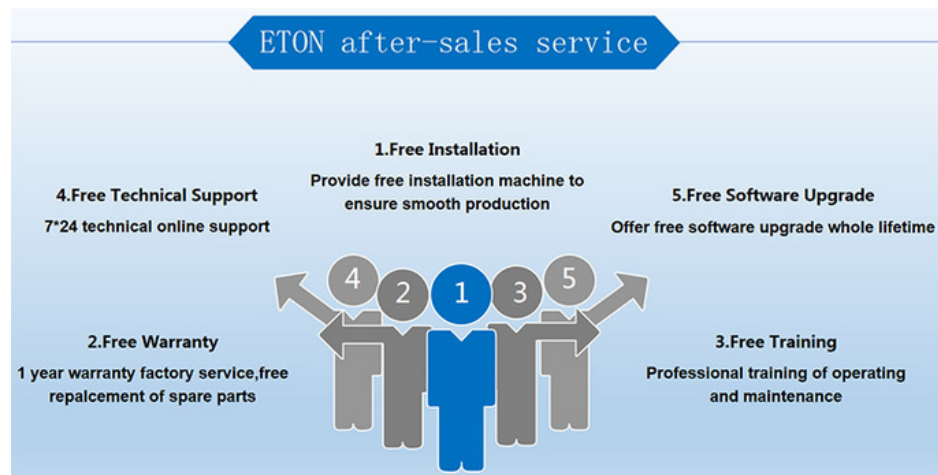 ETON after-sales service
1.Free Installation
Provide free installation machine to
ensure smooth production
4.Free Technical Support
7*24 technical online support
5.Free Software Upgrade
Offer free software upgrade whole lifetime
4
2
1
3
5
2.Free Warranty
1 year warranty factory service,free
repalcement of spare parts
3.Free Training
Professional training of operating
and maintenance